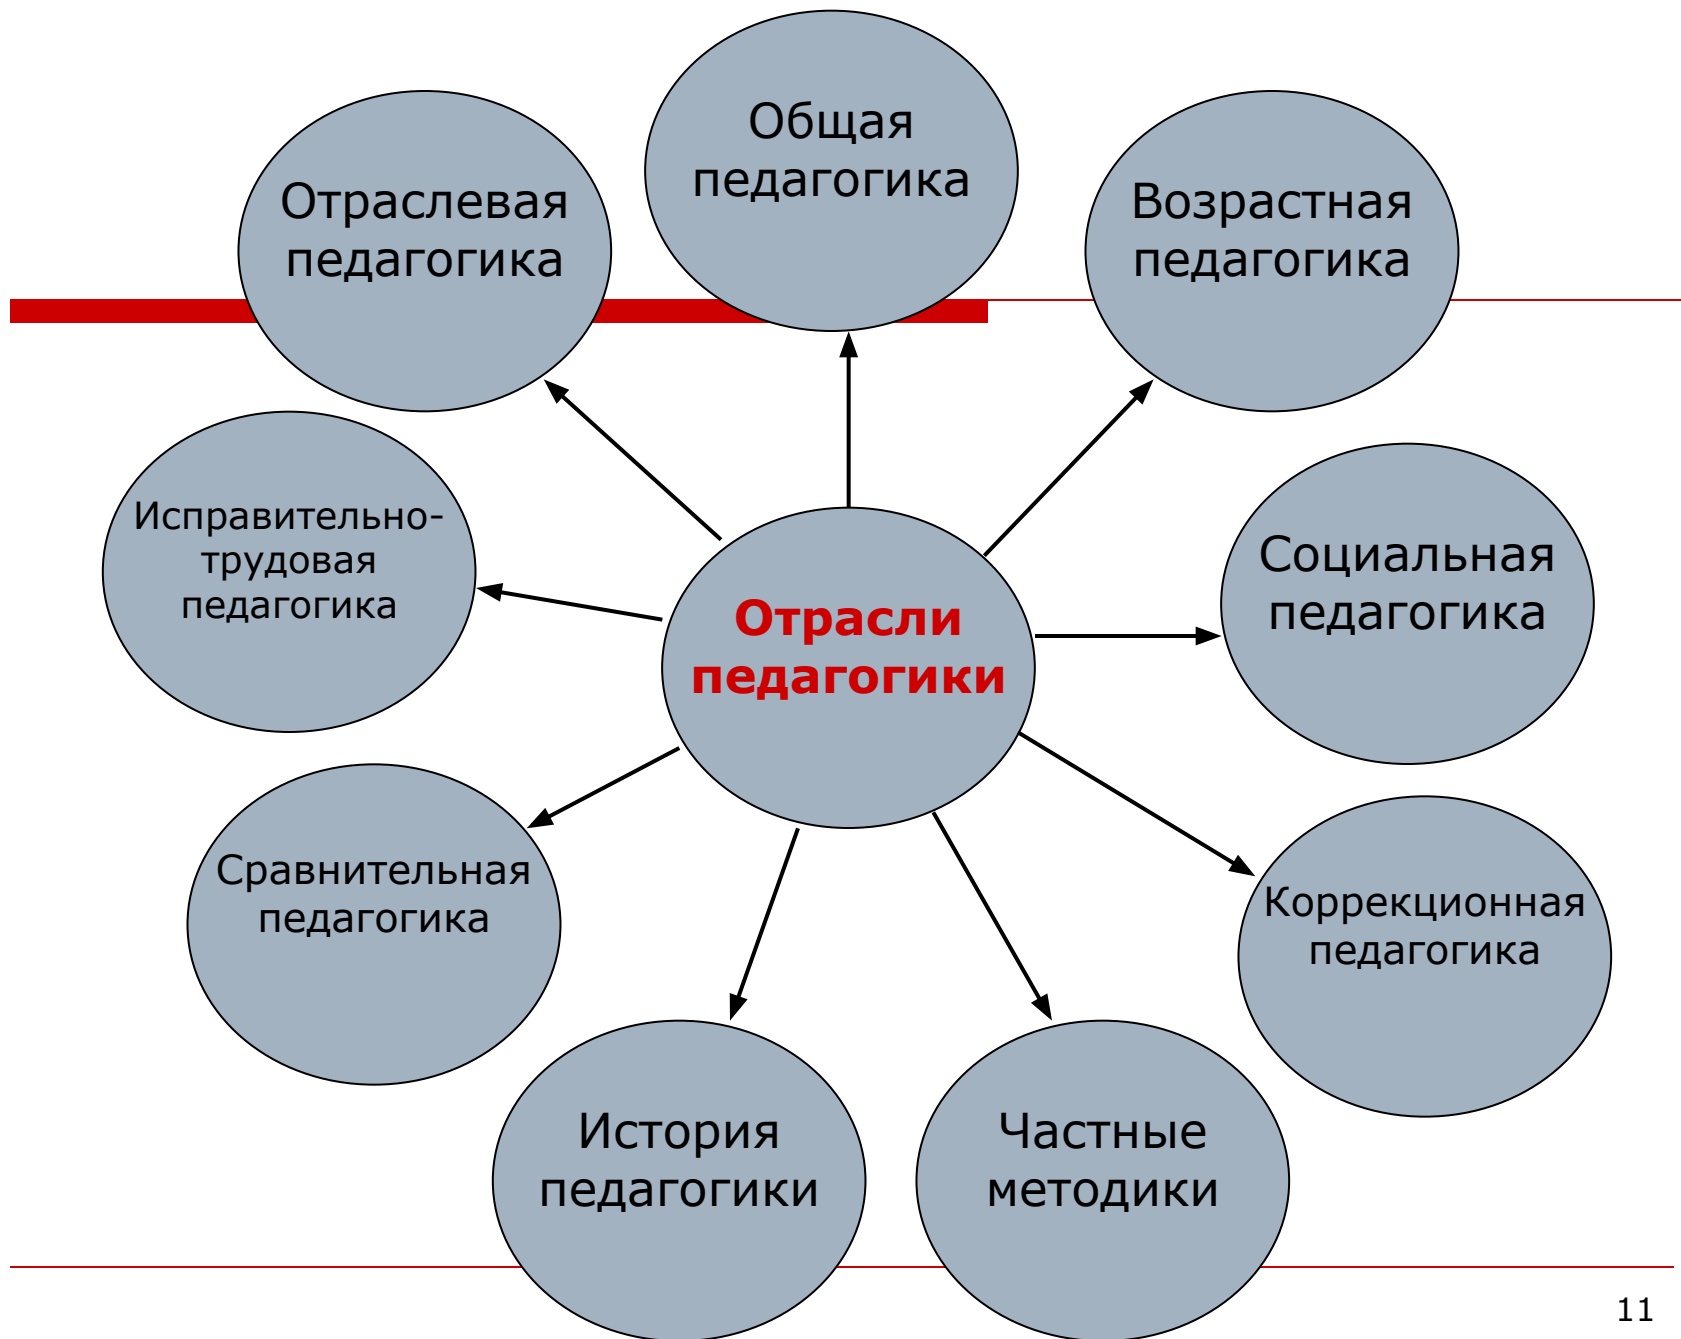 Общая
педагогика
Отраслевая
педагогика
Возрастная
педагогика
Исправительно-
трудовая
педагогика
Социальная
педагогика
Отрасли
педагогики
Сравнительная
педагогика
Коррекционная
педагогика
История
педагогики
Частные
методики
11